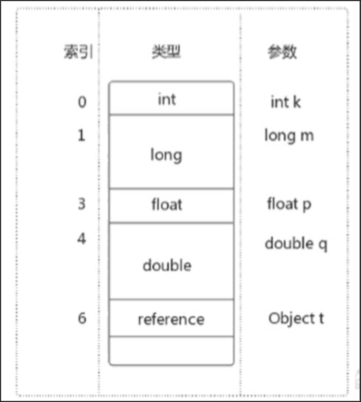 索引 类型 参数
0 int int k
1 long long m
3 float float p
4 double double q
6 reference Object t